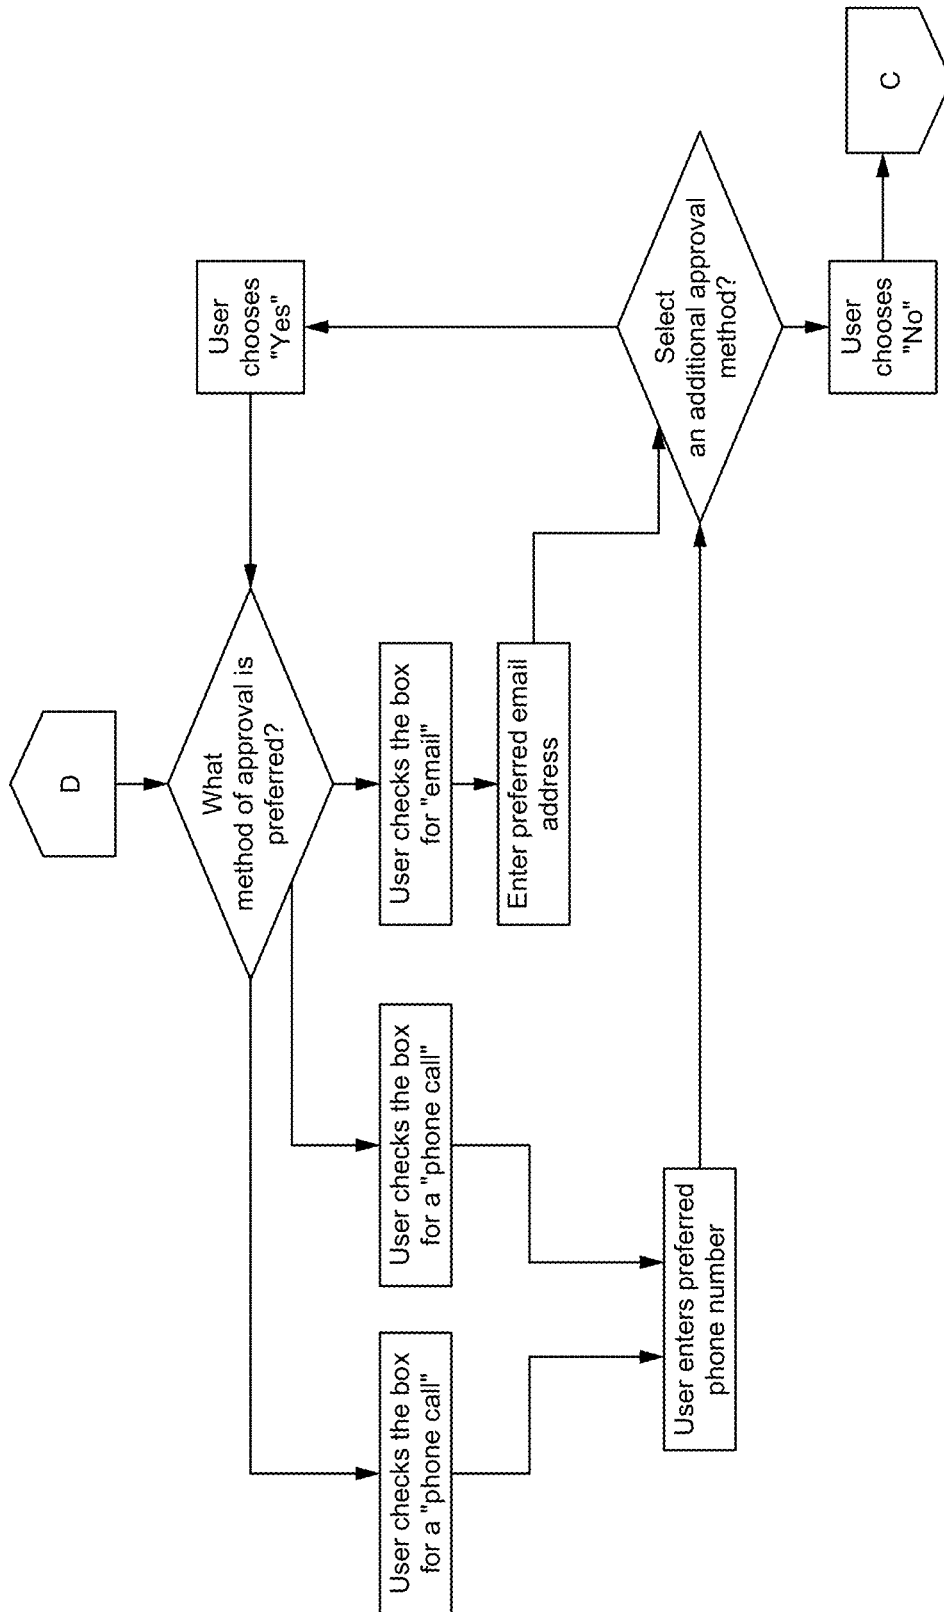 D
What
method of approval is
preferred?
User
chooses
"Yes"
User checks the box
for a "phone call"
User checks the box
for a "phone call"
User checks the box
for "email"
Enter preferred email
address
User enters preferred
phone number
Select
an additional approval
method?
User
chooses
"No"
C